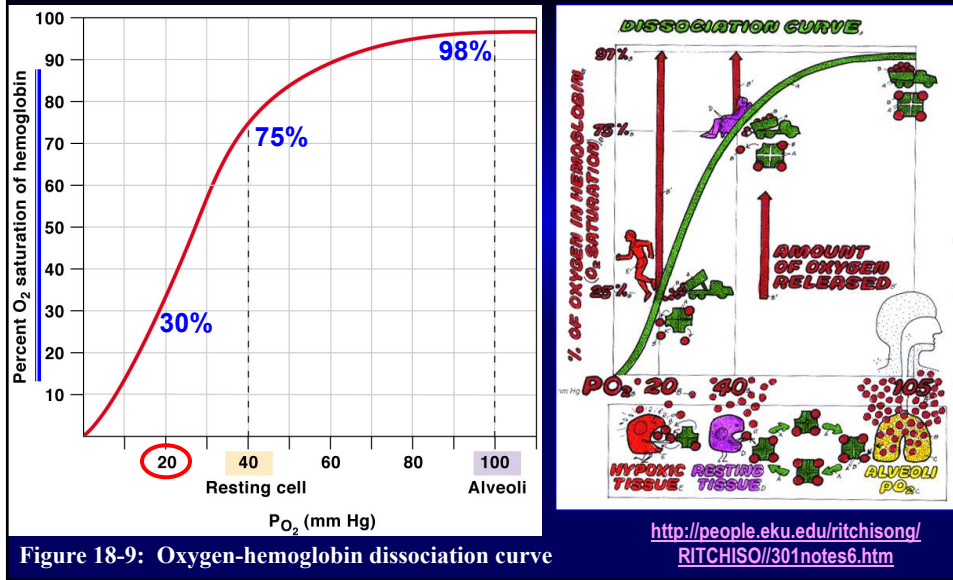 Percent O2 saturation of hemoglobin
100
90
80
70
60
50
40
30
20
10
98%
75%
30%
20
40
60
80
100
Resting cell
Alveoli
PO2 (mm Hg)
Figure 18-9: Oxygen-hemoglobin dissociation curve
DISSOCIATION CURVE
% OF OXYGEN IN HEMOGLOBIN
(O2 SATURATION)
97%
75%
25%
AMOUNT
OF OXYGEN
RELEASED
mm Hg
PO2 20 40 105
HYPOXIC
TISSUE
RESTING
TISSUE
ALVEOLI
PO2
http://people.eku.edu/ritchisong/
RITCHISO//301notes6.htm